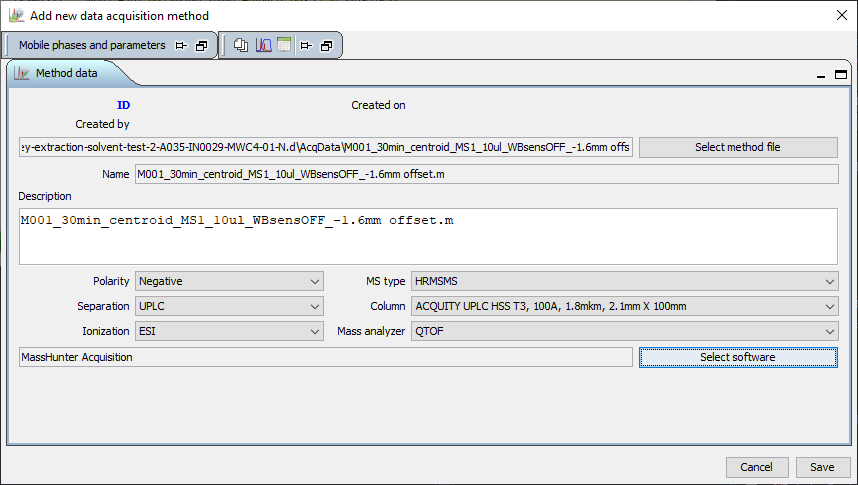 Add new data acquisition method
Mobile phases and parameters
Method data
ID Created on
Created by
:y-extraction-solvent-test-2-A035-IN0029-MWC4-01-N.d\AcqData\M001_30min_centroid_MS1_10ul_WBsensOFF_-1.6mm offs Select method file
Name M001_30min_centroid_MS1_10ul_WBsensOFF_-1.6mm offset.m
Description
M001_30min_centroid_MS1_10ul_WBsensOFF_-1.6mm offset.m
Polarity Negative MS type HRMSMS
Separation UPLC Column ACQUITY UPLC HSS T3, 100A, 1.8mkm, 2.1mm X 100mm
Ionization ESI Mass analyzer QTOF
MassHunter Acquisition Select software
Cancel Save